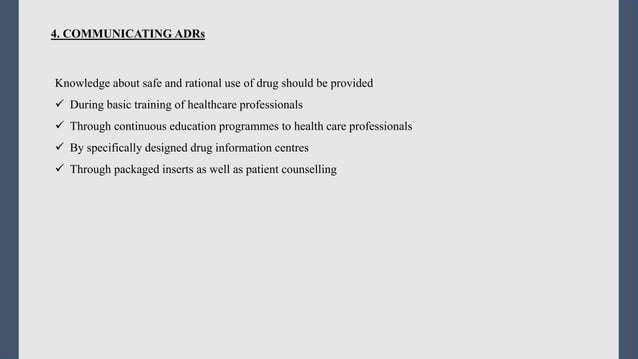 4. COMMUNICATING ADRs
Knowledge about safe and rational use of drug should be provided
✓ During basic training of healthcare professionals
✓ Through continuous education programmes to health care professionals
✓ By specifically designed drug information centres
✓ Through packaged inserts as well as patient counselling